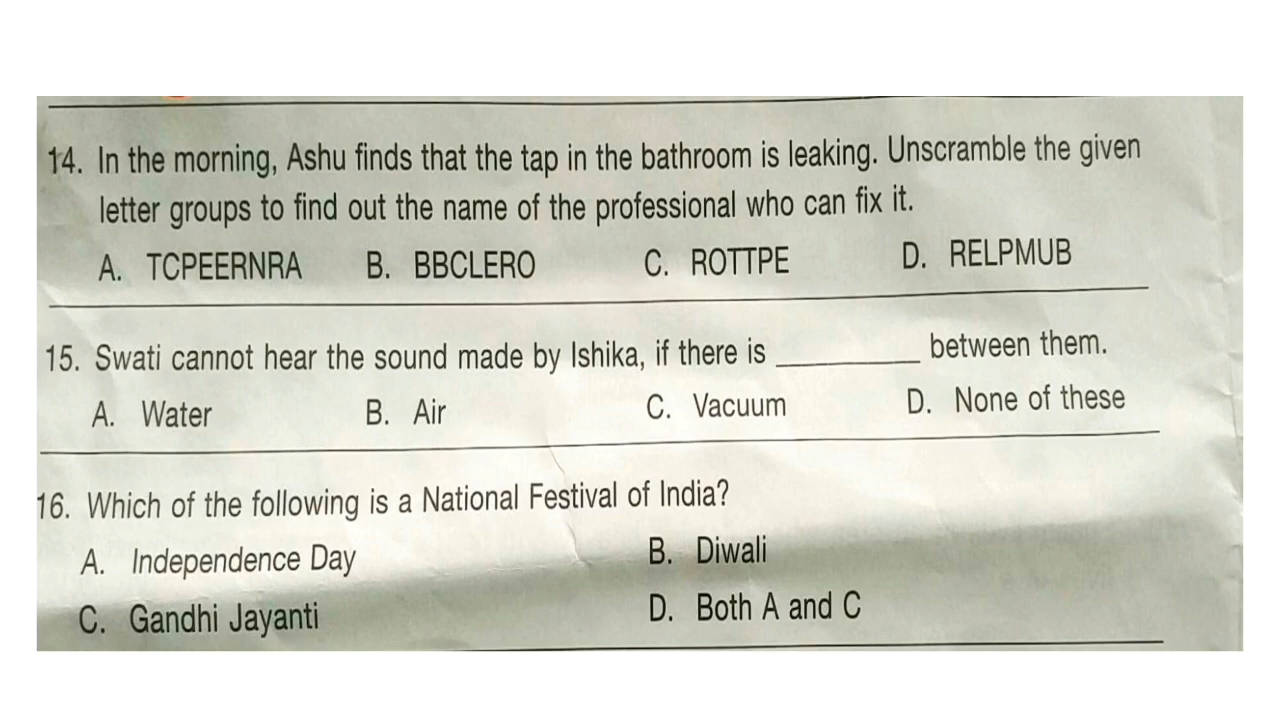 14. In the morning, Ashu finds that the tap in the bathroom is leaking. Unscramble the given
letter groups to find out the name of the professional who can fix it.
A. TCPEERNRA B. BBCLERO C. ROTTPE D. RELPMUB
15. Swati cannot hear the sound made by Ishika, if there is __________ between them.
A. Water B. Air C. Vacuum D. None of these
16. Which of the following is a National Festival of India?
A. Independence Day B. Diwali
C. Gandhi Jayanti D. Both A and C